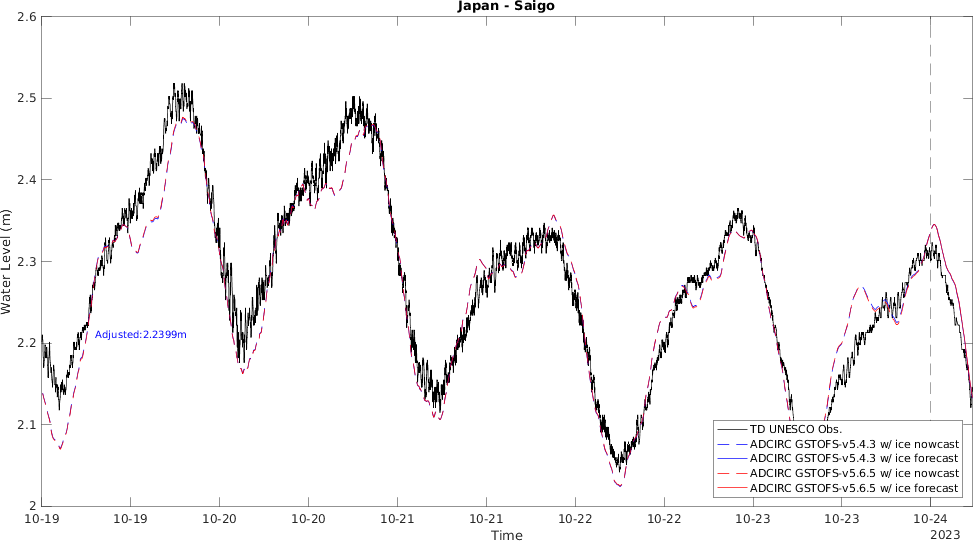 Japan - Saigo
2.6
2.5
2.4
2.3
2.2
2.1
2
Water Level (m)
Adjusted:2.2399m
TD UNESCO Obs.
ADCIRC GSTOFS-v5.4.3 w/ ice nowcast
ADCIRC GSTOFS-v5.4.3 w/ ice forecast
ADCIRC GSTOFS-v5.6.5 w/ ice nowcast
ADCIRC GSTOFS-v5.6.5 w/ ice forecast
10-19 10-19 10-20 10-20 10-21 10-21 10-22 10-22 10-23 10-23 10-24
2023
Time